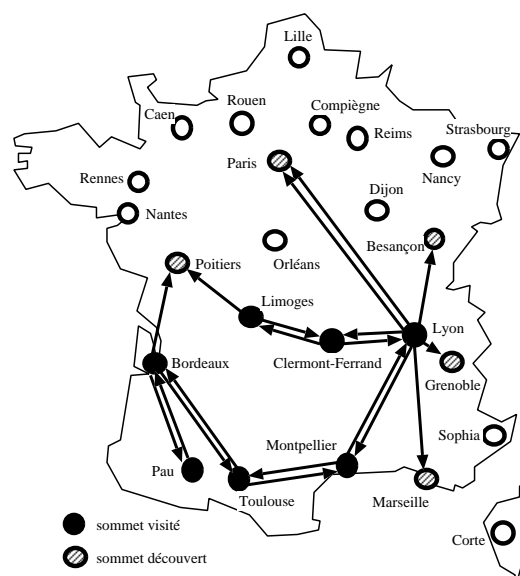 Lille
Caen
Rouen
Compiègne
Reims
Strasbourg
Paris
Nancy
Rennes
Dijon
Nantes
Besançon
Poitiers
Orléans
Limoges
Lyon
Bordeaux
Clermont-Ferrand
Grenoble
Sophia
Montpellier
Pau
Toulouse
Marseille
sommet visité
Corte
sommet découvert